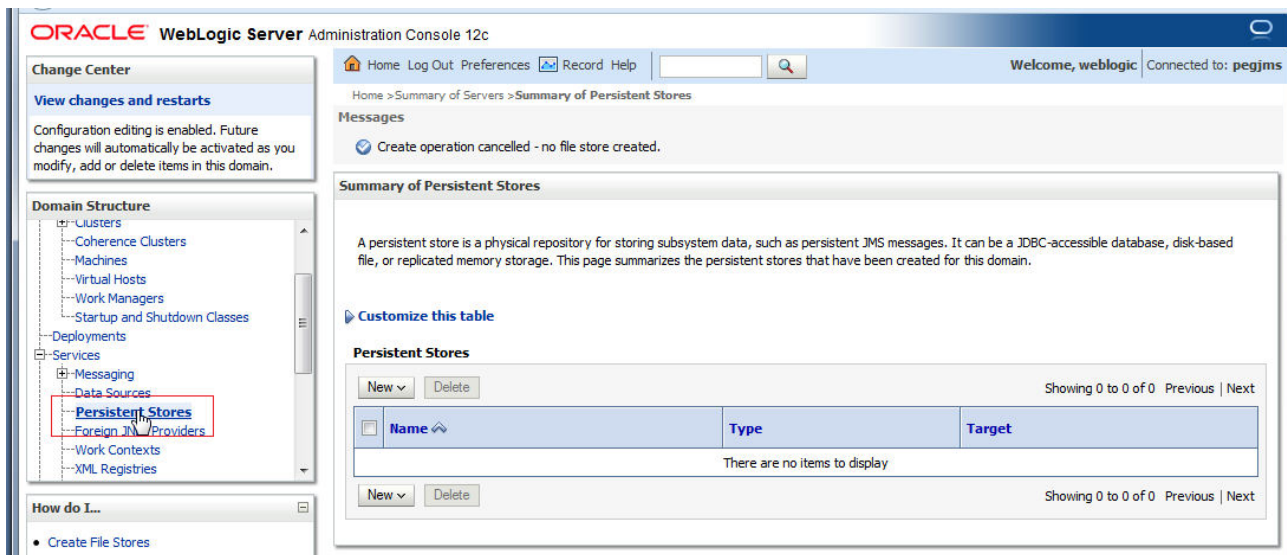 ORACLE WebLogic Server Administration Console 12c
Change Center
View changes and restarts
Configuration editing is enabled. Future
changes will automatically be activated as you
modify, add or delete items in this domain.
Domain Structure
Clusters
Coherence Clusters
Machines
Virtual Hosts
Work Managers
Startup and Shutdown Classes
Deployments
Services
Messaging
Data Sources
Persistent Stores
Foreign Providers
Work Contexts
XML Registries
How do I...
Create File Stores
Home Log Out Preferences Record Help
Welcome, weblogic Connected to: pegjms
Home >Summary of Servers >Summary of Persistent Stores
Messages
Create operation cancelled - no file store created.
Summary of Persistent Stores
A persistent store is a physical repository for storing subsystem data, such as persistent JMS messages. It can be a JDBC-accessible database, disk-based
file, or replicated memory storage. This page summarizes the persistent stores that have been created for this domain.
Customize this table
Persistent Stores
New Delete Showing 0 to 0 of 0 Previous | Next
Name Type Target
There are no items to display
New Delete Showing 0 to 0 of 0 Previous | Next